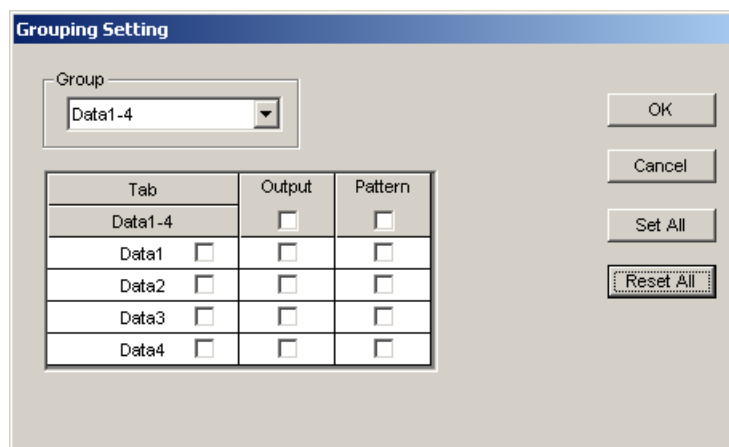 Grouping Setting
Group
Data1-4
OK
Cancel
Set All
Reset All
Tab Output Pattern
Data1-4
Data1
Data2
Data3
Data4